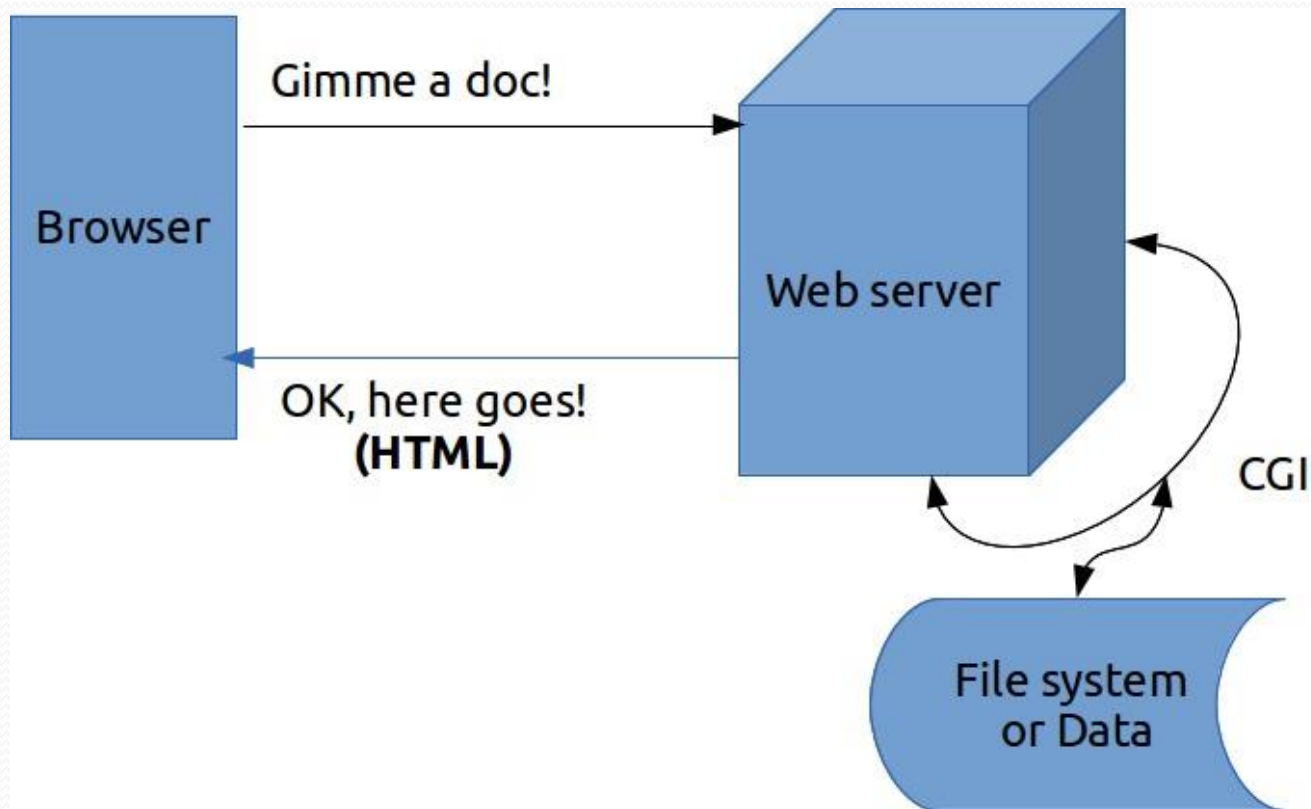 Gimme a doc!
Browser
Web server
OK, here goes!
(HTML)
CGI
File system
or Data